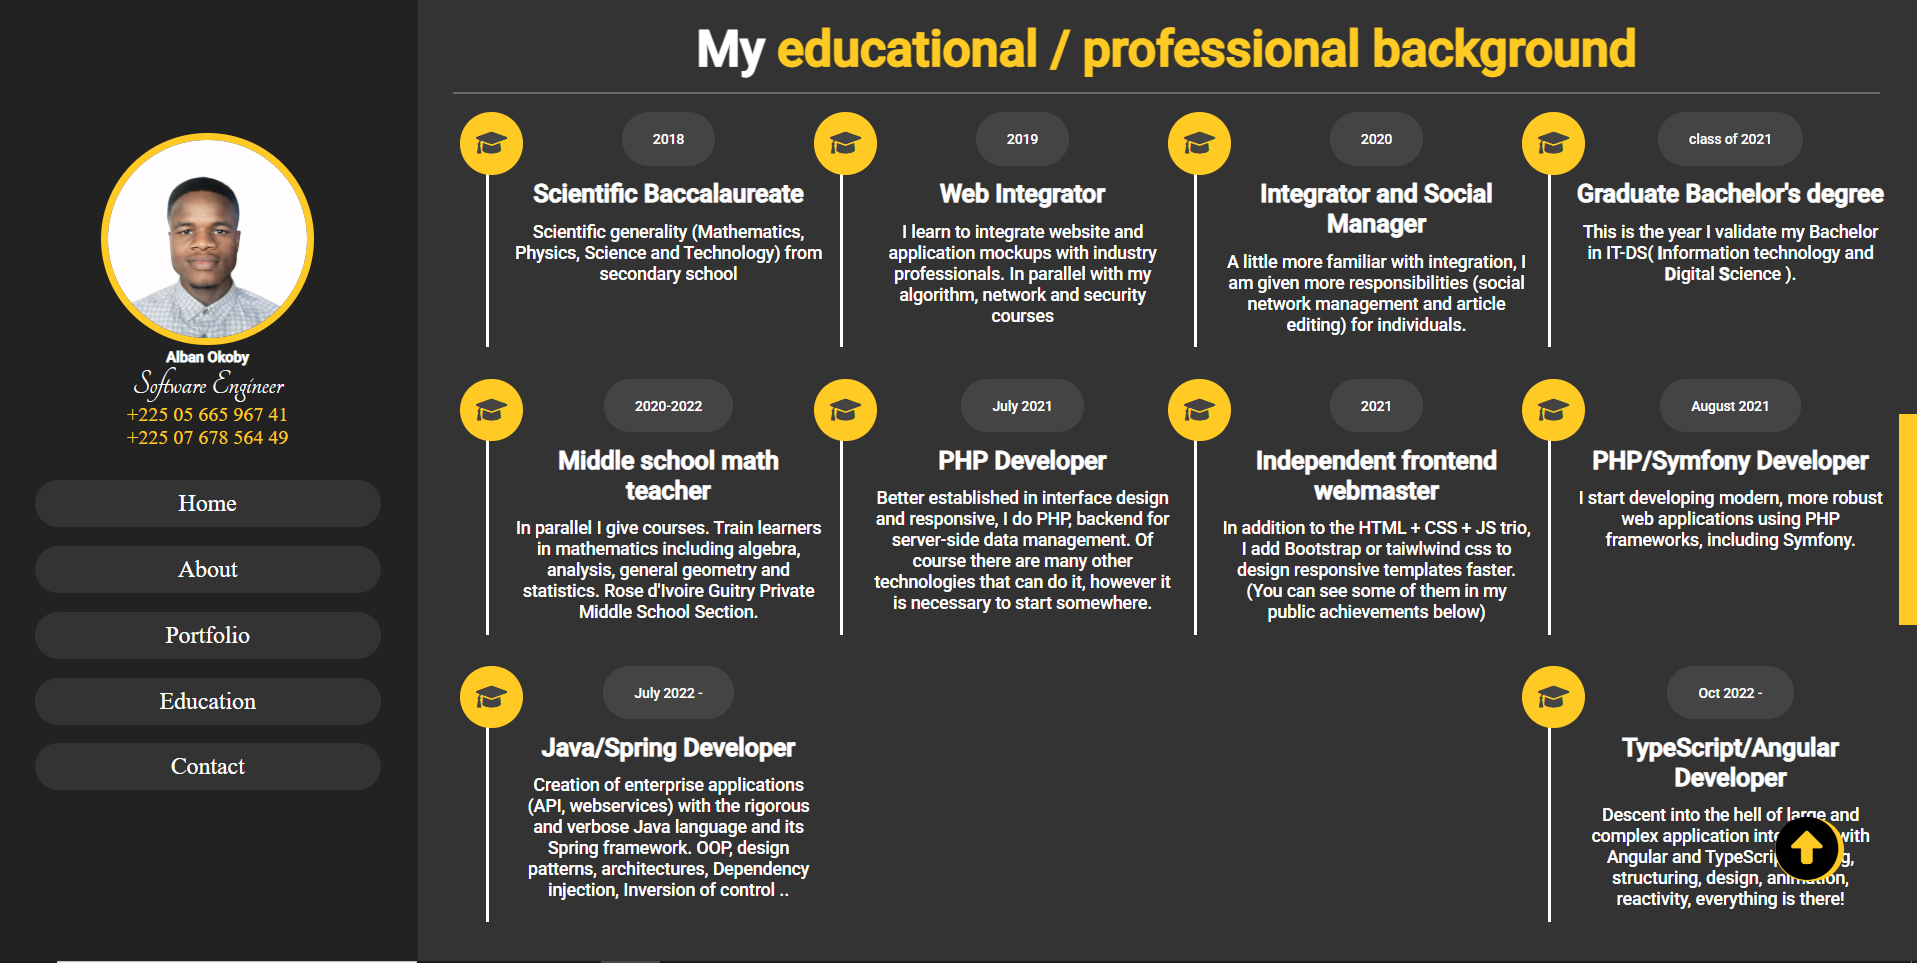 Alban Okoby
Software Engineer
+225 05 665 967 41
+225 07 678 564 49
Home
About
Portfolio
Education
Contact
My educational / professional background
2018
Scientific Baccalaureate
Scientific generality (Mathematics,
Physics, Science and Technology) from
secondary school
2019
Web Integrator
I learn to integrate website and
application mockups with industry
professionals. In parallel with my
algorithm, network and security
courses
2020
Integrator and Social
Manager
A little more familiar with integration, I
am given more responsibilities (social
network management and article
editing) for individuals.
class of 2021
Graduate Bachelor's degree
This is the year I validate my Bachelor
in IT-DS( Information technology and
Digital Science ).
2020-2022
Middle school math
teacher
In parallel I give courses. Train learners
in mathematics including algebra,
analysis, general geometry and
statistics. Rose d'Ivoire Guitry Private
Middle School Section.
July 2021
PHP Developer
Better established in interface design
and responsive, I do PHP, backend for
server-side data management. Of
course there are many other
technologies that can do it, however it
is necessary to start somewhere.
2021
Independent frontend
webmaster
In addition to the HTML + CSS + JS trio,
I add Bootstrap or taiwlwind css to
design responsive templates faster.
(You can see some of them in my
public achievements below)
August 2021
PHP/Symfony Developer
I start developing modern, more robust
web applications using PHP
frameworks, including Symfony.
July 2022 -
Java/Spring Developer
Creation of enterprise applications
(API, webservices) with the rigorous
and verbose Java language and its
Spring framework. OOP, design
patterns, architectures, Dependency
injection, Inversion of control ..
Oct 2022 -
TypeScript/Angular
Developer
Descent into the hell of large and
complex application with
Angular and
structuring, design, animation,
reactivity, everything is there!